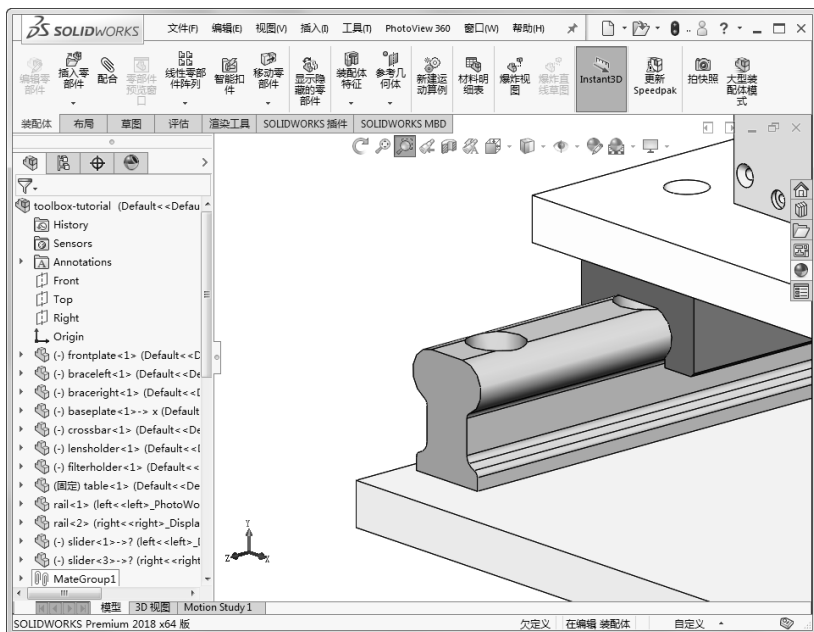 SOLIDWORKS 文件(F) 编辑(E) 视图(V) 插入(I) 工具(T) PhotoView 360 窗口(W) 帮助(H)
编辑零部件 插入零部件 配合 零部件预览窗口 线性零部件阵列 智能扣件 移动零部件 显示隐藏的零部件 装配体特征 参考几何体 新建运动算例 材料明细表 爆炸视图 爆炸直线草图 Instant3D 更新Speedpak 拍快照 大型装配体模式
装配体 布局 草图 评估 渲染工具 SOLIDWORKS 插件 SOLIDWORKS MBD
toolbox-tutorial (Default<<Defau
History
Sensors
Annotations
Front
Top
Right
Origin
(-) frontplate<1> (Default<<D
(-) braceleft<1> (Default<<De
(-) braceright<1> (Default<<D
(-) baseplate<1>-> x (Default
(-) crossbar<1> (Default<<De
(-) lensholder<1> (Default<<D
(-) filterholder<1> (Default<<
(固定) table<1> (Default<<De
rail<1> (left<<left>_PhotoWo
rail<2> (right<<right>_Displa
(-) slider<1>->? (left<<left>_
(-) slider<3>->? (right<<right
MateGroup1
Y
Z X
模型 3D 视图 Motion Study 1
SOLIDWORKS Premium 2018 x64 版 欠定义 在编辑 装配体 自定义